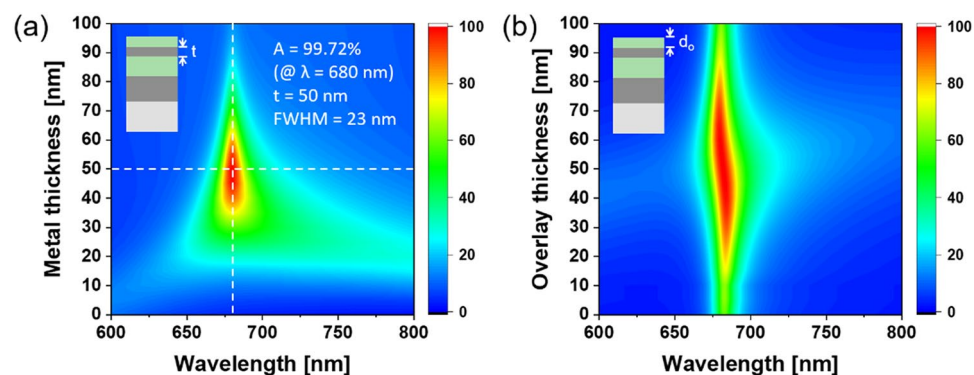 (a)
t
A = 99.72%
(@ λ = 680 nm)
t = 50 nm
FWHM = 23 nm
Metal thickness [nm]
100
90
80
70
60
50
40
30
20
10
0
600 650 700 750 800
Wavelength [nm]
100
80
60
40
20
0
(b)
dₒ
Overlay thickness [nm]
100
90
80
70
60
50
40
30
20
10
0
600 650 700 750 800
Wavelength [nm]
100
80
60
40
20
0